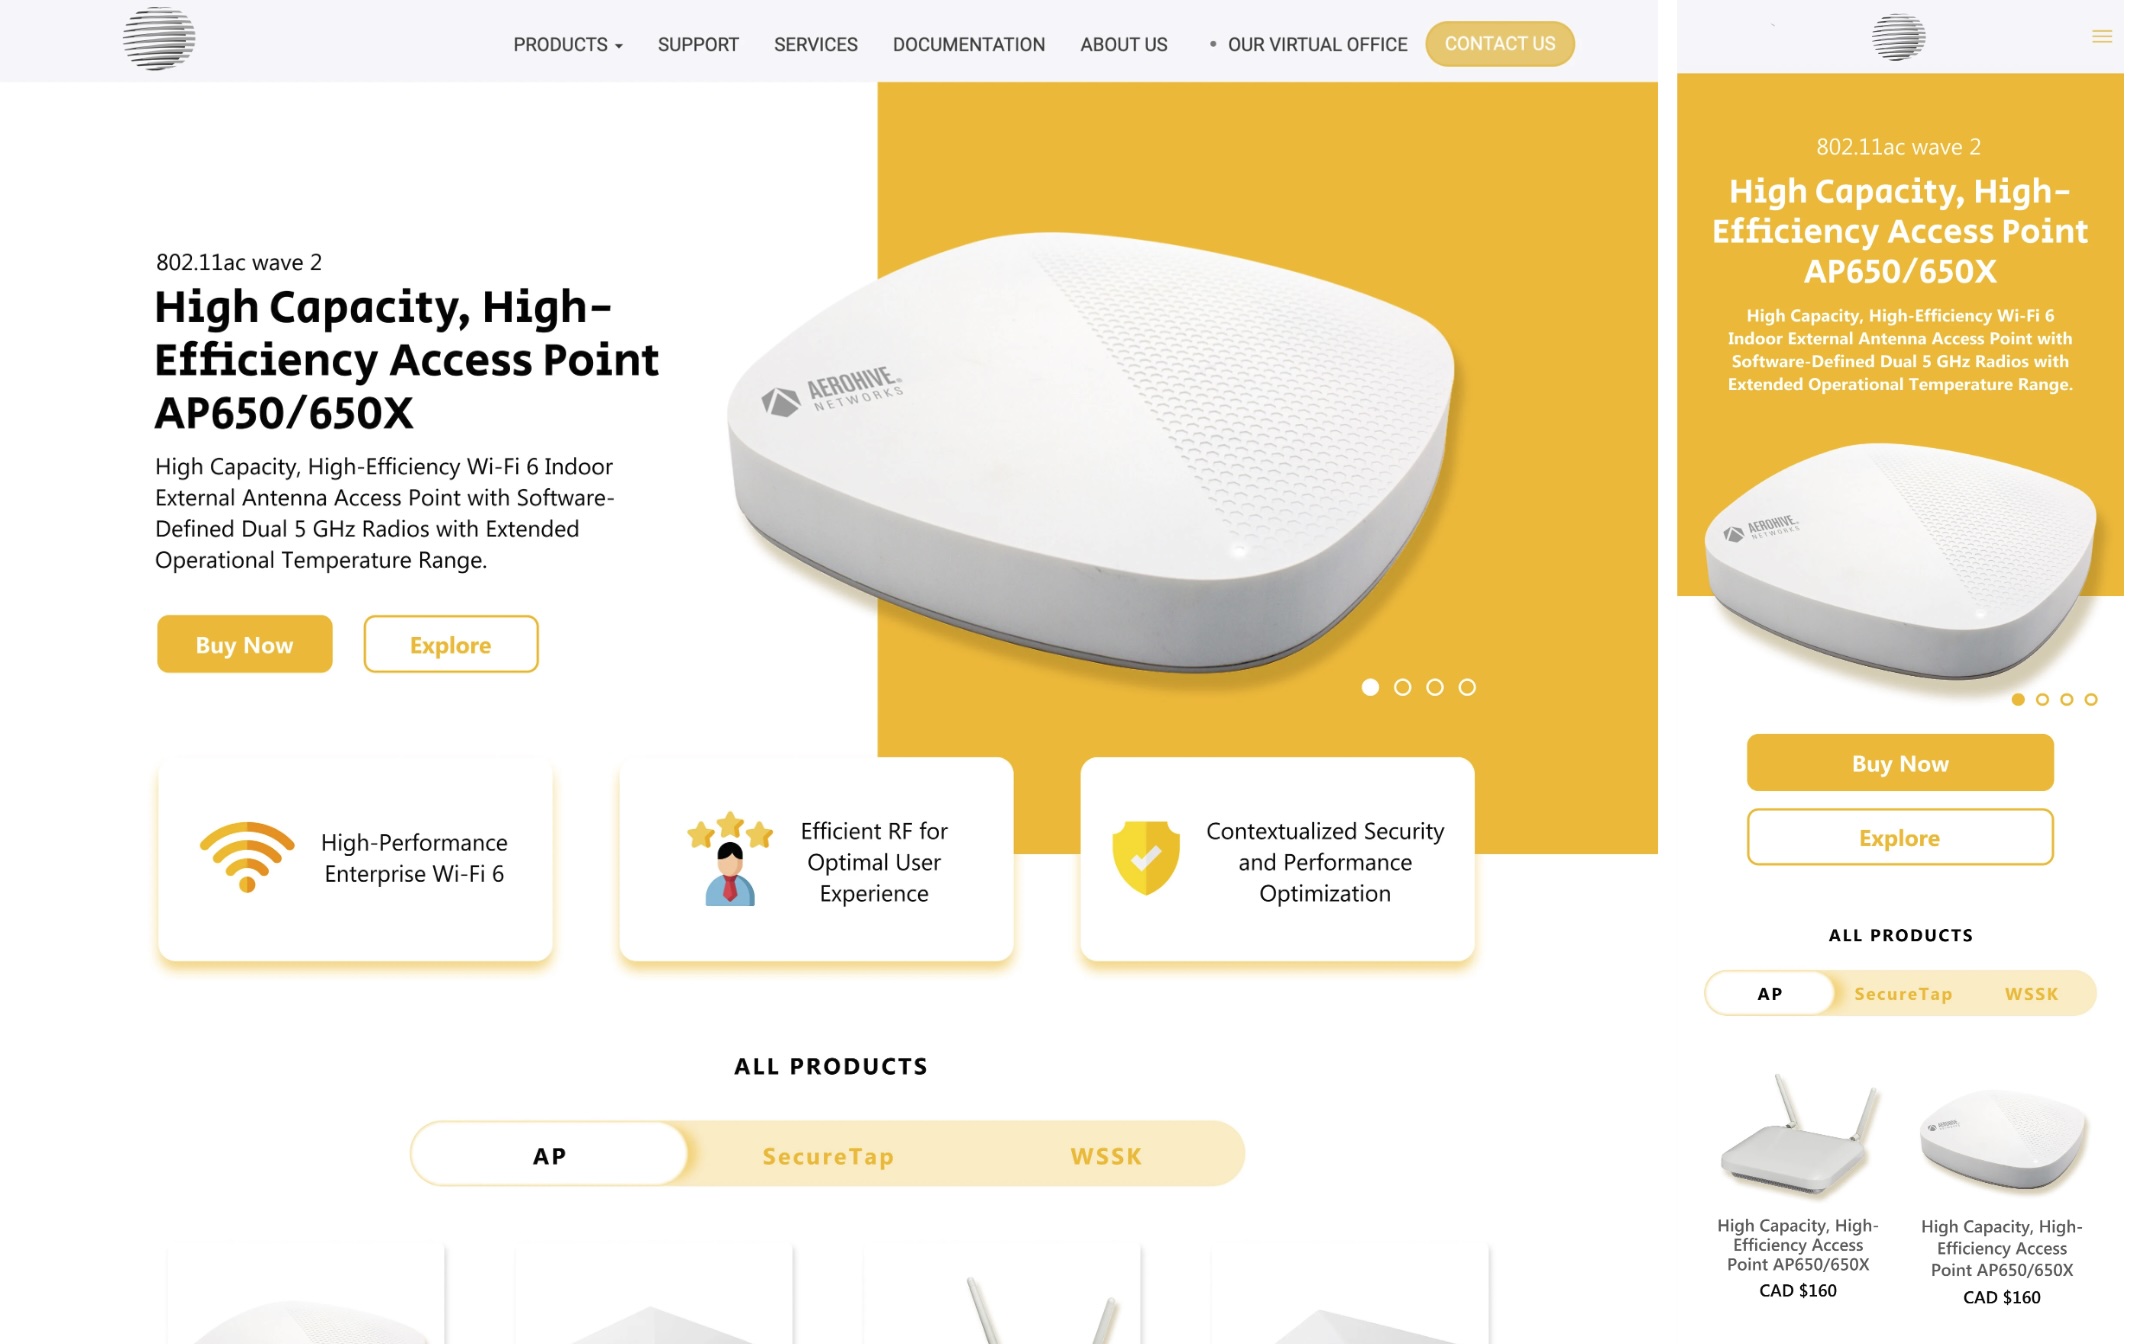 PRODUCTS
SUPPORT
SERVICES
DOCUMENTATION
ABOUT US
• OUR VIRTUAL OFFICE
CONTACT US
802.11ac wave 2
High Capacity, High-
Efficiency Access Point
AP650/650X
High Capacity, High-Efficiency Wi-Fi 6 Indoor
External Antenna Access Point with Software-
Defined Dual 5 GHz Radios with Extended
Operational Temperature Range.
Buy Now
Explore
AEROHIVE®
NETWORKS
High-Performance
Enterprise Wi-Fi 6
Efficient RF for
Optimal User
Experience
Contextualized Security
and Performance
Optimization
ALL PRODUCTS
AP
SecureTap
WSSK
802.11ac wave 2
High Capacity, High-
Efficiency Access Point
AP650/650X
High Capacity, High-Efficiency Wi-Fi 6
Indoor External Antenna Access Point with
Software-Defined Dual 5 GHz Radios with
Extended Operational Temperature Range.
AEROHIVE
NETWORKS
Buy Now
Explore
ALL PRODUCTS
AP
SecureTap
WSSK
High Capacity, High-
Efficiency Access
Point AP650/650X
CAD $160
High Capacity, High-
Efficiency Access
Point AP650/650X
CAD $160